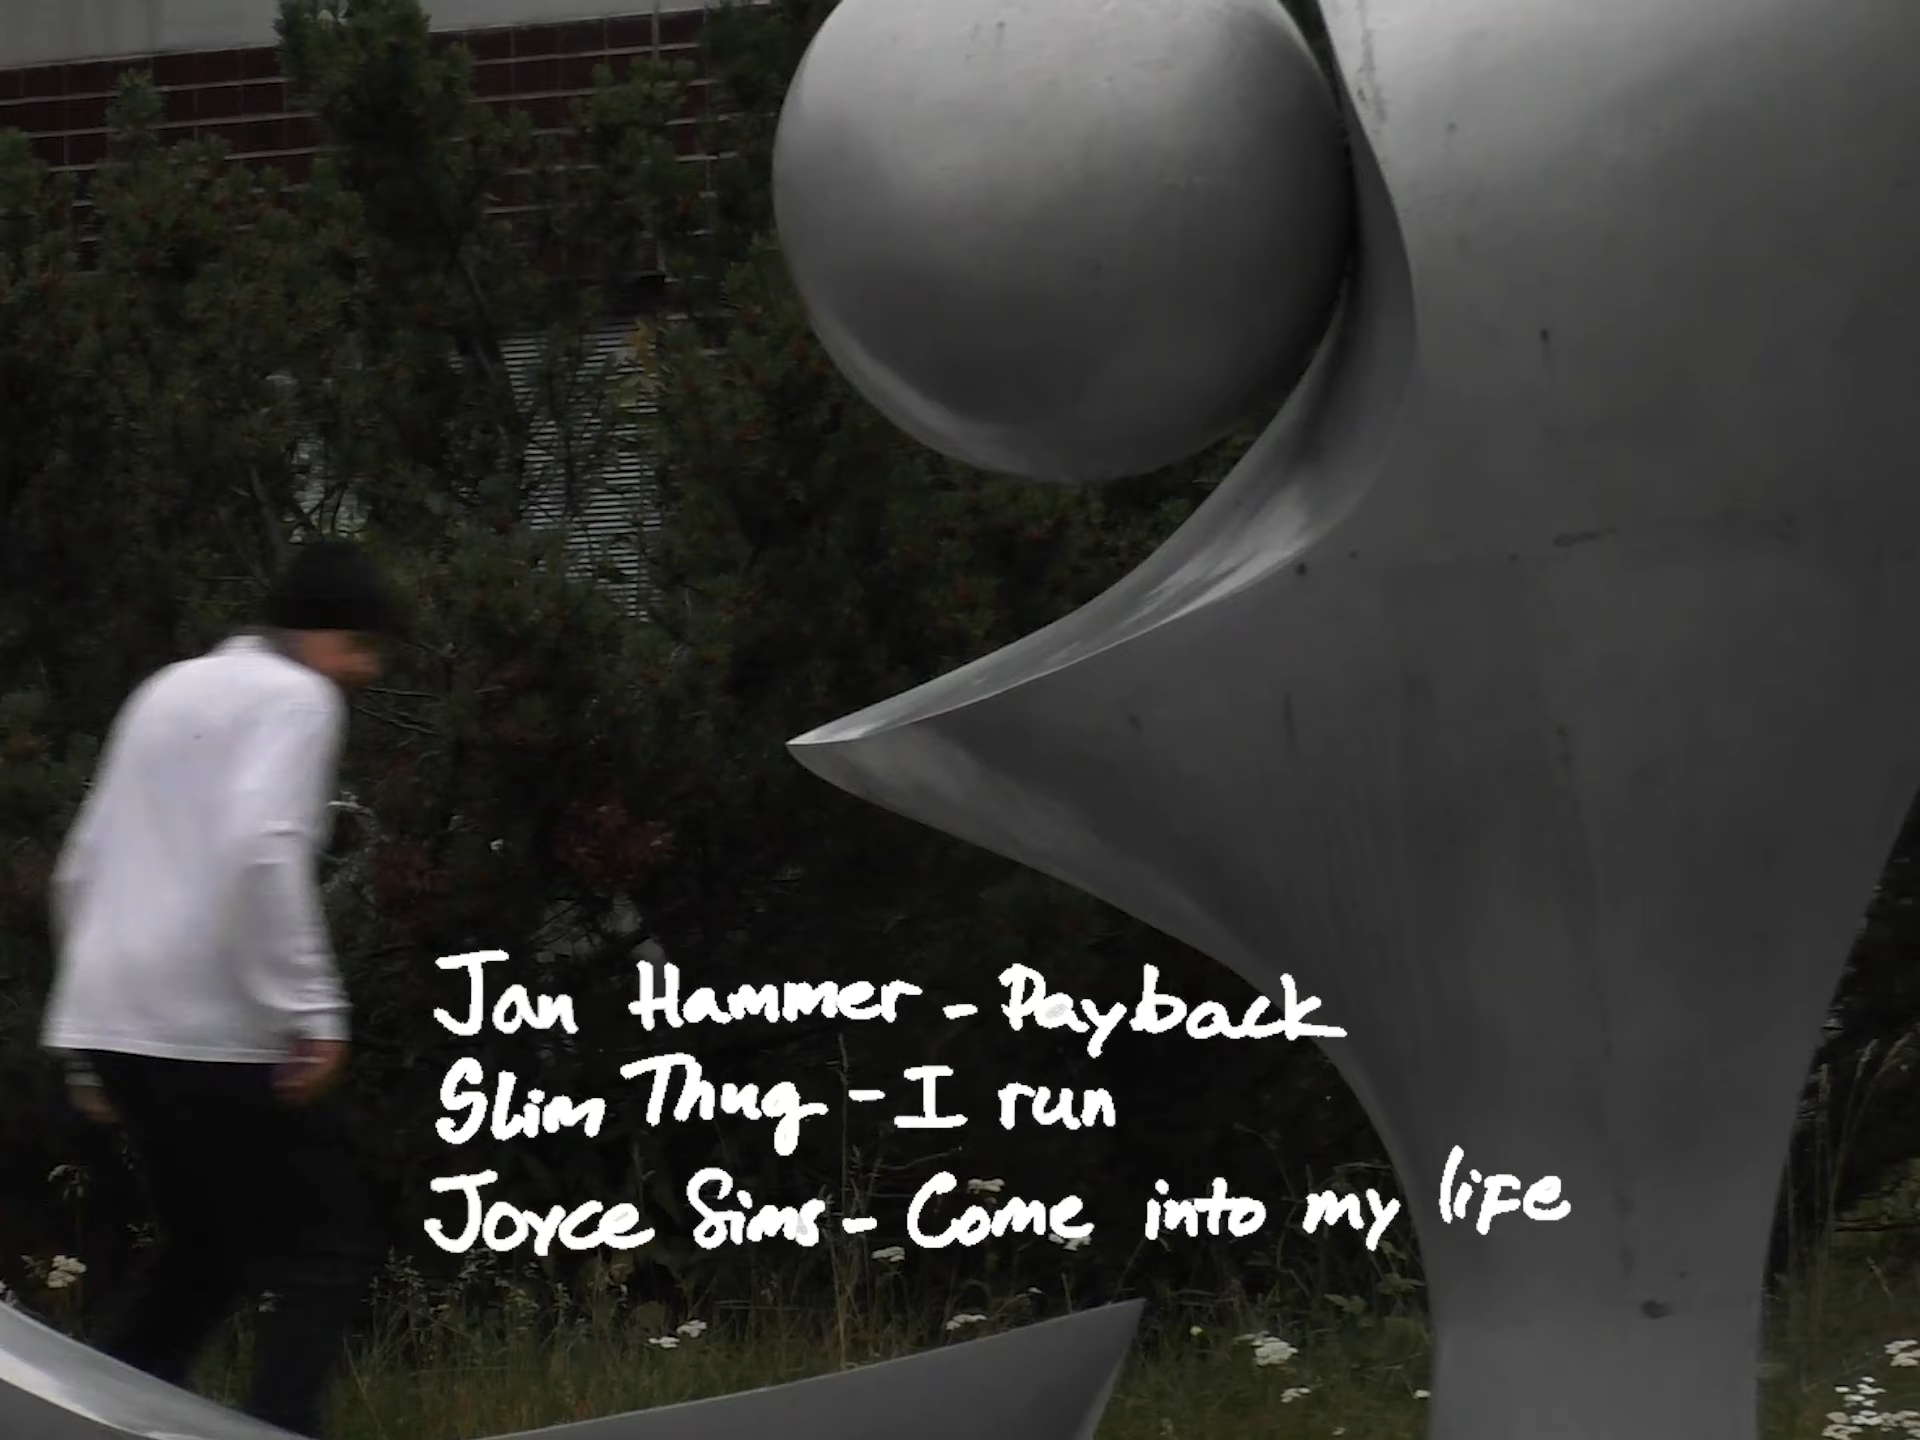 Jan Hammer - Payback
Slim Thug - I run
Joyce Sims - Come into my life